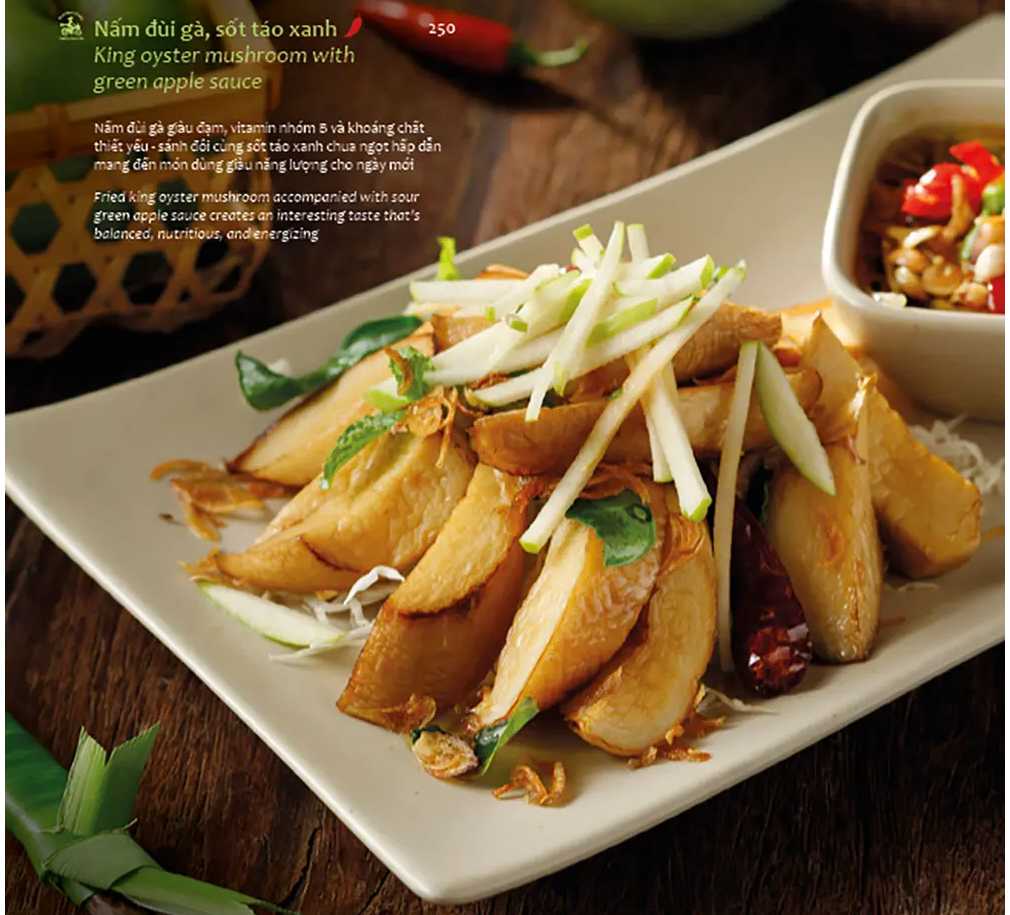 Nấm đùi gà, sốt táo xanh 250
King oyster mushroom with
green apple sauce
Nấm đùi gà giàu đạm, vitamin nhóm B và khoáng chất
thiết yếu - sánh đôi cùng sốt táo xanh chua ngọt hấp dẫn
mang đến món dùng giàu năng lượng cho ngày mới
Fried king oyster mushroom accompanied with sour
green apple sauce creates an interesting taste that's
balanced, nutritious, and energizing